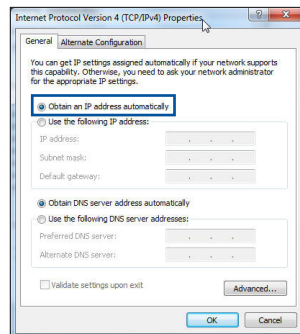 Internet Protocol Version 4 (TCP/IPv4) Properties
General
Alternate Configuration
You can get IP settings assigned automatically if your network supports
this capability. Otherwise, you need to ask your network administrator
for the appropriate IP settings.
Obtain an IP address automatically
Use the following IP address:
IP address:
Subnet mask:
Default gateway:
Obtain DNS server address automatically
Use the following DNS server addresses:
Preferred DNS server:
Alternate DNS server:
Validate settings upon exit
Advanced...
OK
Cancel